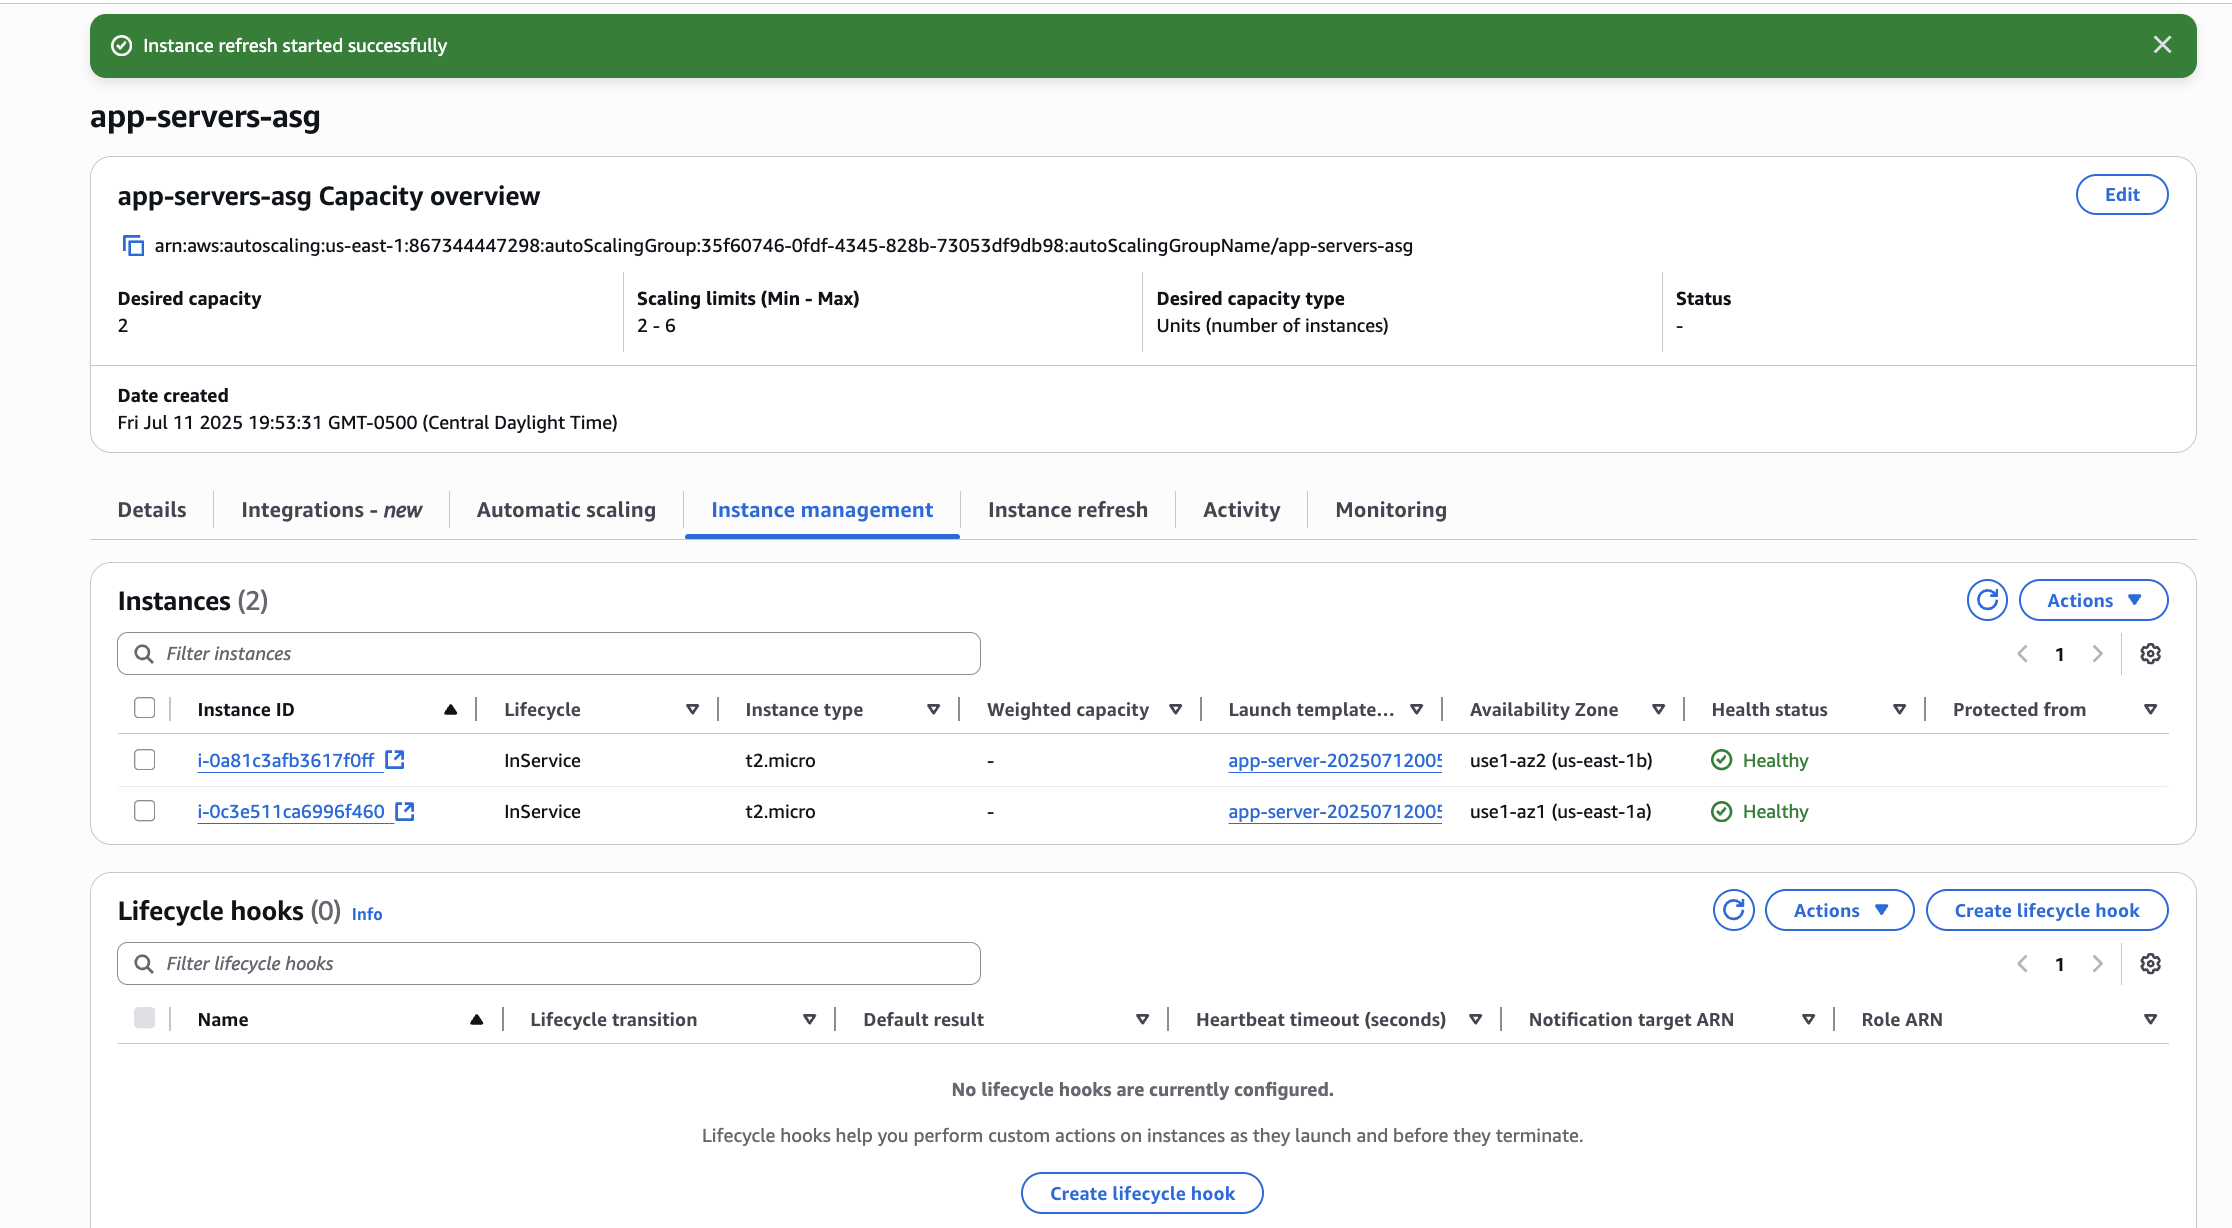 Instance refresh started successfully
app-servers-asg
app-servers-asg Capacity overview
Edit
arn:aws:autoscaling:us-east-1:867344447298:autoScalingGroup:35f60746-0fdf-4345-828b-73053df9db98:autoScalingGroupName/app-servers-asg
Desired capacity
2
Scaling limits (Min - Max)
2 - 6
Desired capacity type
Units (number of instances)
Status
-
Date created
Fri Jul 11 2025 19:53:31 GMT-0500 (Central Daylight Time)
Details Integrations - new Automatic scaling Instance management Instance refresh Activity Monitoring
Instances (2)
Actions
Filter instances
1
Instance ID Lifecycle Instance type Weighted capacity Launch template... Availability Zone Health status Protected from
i-0a81c3afb3617f0ff InService t2.micro - app-server-20250712005 use1-az2 (us-east-1b) Healthy
i-0c3e511ca6996f460 InService t2.micro - app-server-20250712005 use1-az1 (us-east-1a) Healthy
Lifecycle hooks (0) Info
Actions Create lifecycle hook
Filter lifecycle hooks
1
Name Lifecycle transition Default result Heartbeat timeout (seconds) Notification target ARN Role ARN
No lifecycle hooks are currently configured.
Lifecycle hooks help you perform custom actions on instances as they launch and before they terminate.
Create lifecycle hook